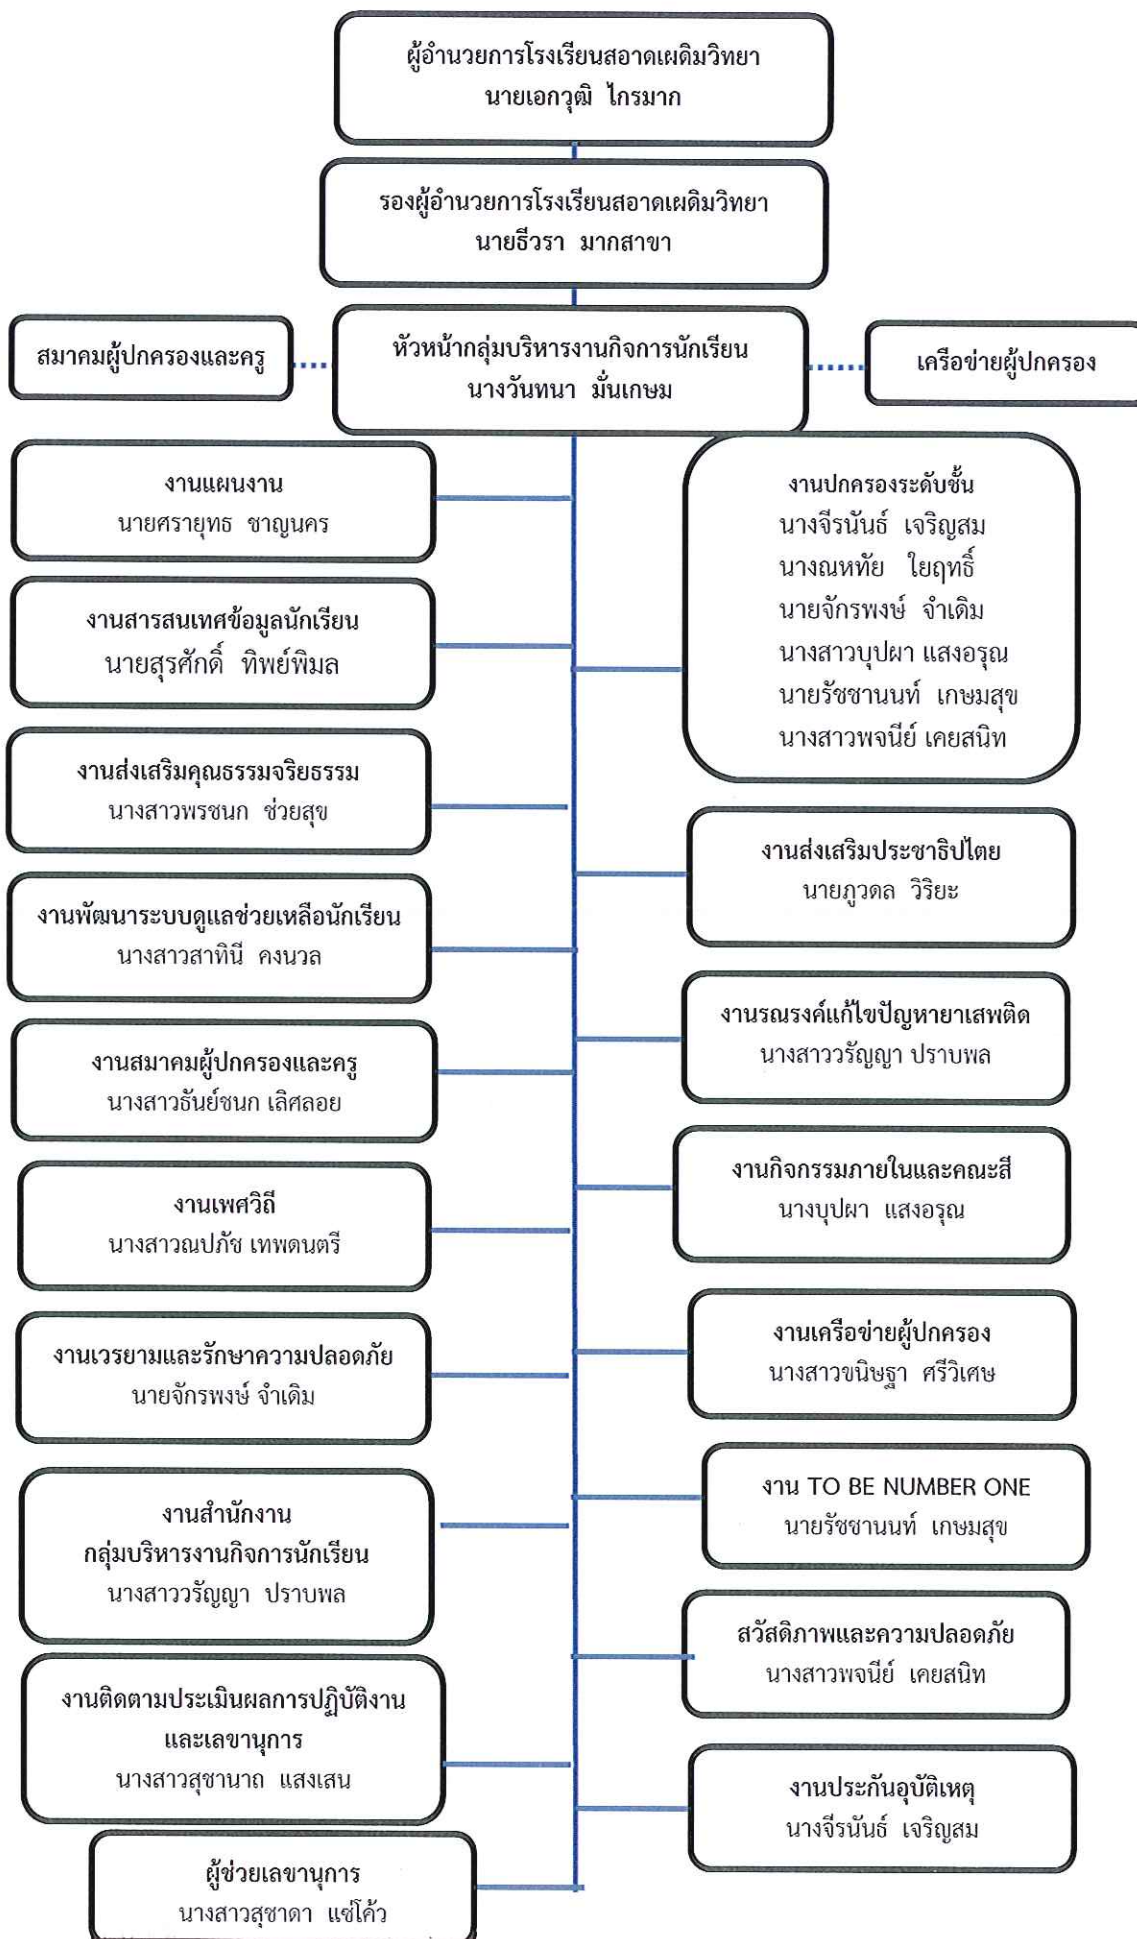 ผู้อำนวยการโรงเรียนสอาดเผดิมวิทยา
นายเอกวุฒิ ไกรมาก
รองผู้อำนวยการโรงเรียนสอาดเผดิมวิทยา
นายธีวรา มากสาขา
สมาคมผู้ปกครองและครู
หัวหน้ากลุ่มบริหารงานกิจการนักเรียน
นางวันทนา มั่นเกษม
เครือข่ายผู้ปกครอง
งานแผนงาน
นายศรายุทธ ชาญนคร
งานสารสนเทศข้อมูลนักเรียน
นายสุรศักดิ์ ทิพย์พิมล
งานส่งเสริมคุณธรรมจริยธรรม
นางสาวพรชนก ช่วยสุข
งานพัฒนาระบบดูแลช่วยเหลือนักเรียน
นางสาวสาทินี คงนวล
งานสมาคมผู้ปกครองและครู
นางสาวธันย์ชนก เลิศลอย
งานเพศวิถี
นางสาวณปภัช เทพดนตรี
งานเวรยามและรักษาความปลอดภัย
นายจักรพงษ์ จำเดิม
งานสำนักงาน
กลุ่มบริหารงานกิจการนักเรียน
นางสาววรัญญา ปราบพล
งานติดตามประเมินผลการปฏิบัติงาน
และเลขานุการ
นางสาวสุชานาถ แสงเสน
ผู้ช่วยเลขานุการ
นางสาวสุชาดา แซ่โค้ว
งานปกครองระดับชั้น
นางจีรนันธ์ เจริญสม
นางณหทัย ใยฤทธิ์
นายจักรพงษ์ จำเดิม
นางสาวบุปผา แสงอรุณ
นายรัชชานนท์ เกษมสุข
นางสาวพจนีย์ เคยสนิท
งานส่งเสริมประชาธิปไตย
นายภูวดล วิริยะ
งานรณรงค์แก้ไขปัญหายาเสพติด
นางสาววรัญญา ปราบพล
งานกิจกรรมภายในและคณะสี
นางบุปผา แสงอรุณ
งานเครือข่ายผู้ปกครอง
นางสาวขนิษฐา ศรีวิเศษ
งาน TO BE NUMBER ONE
นายรัชชานนท์ เกษมสุข
สวัสดิภาพและความปลอดภัย
นางสาวพจนีย์ เคยสนิท
งานประกันอุบัติเหตุ
นางจีรนันธ์ เจริญสม